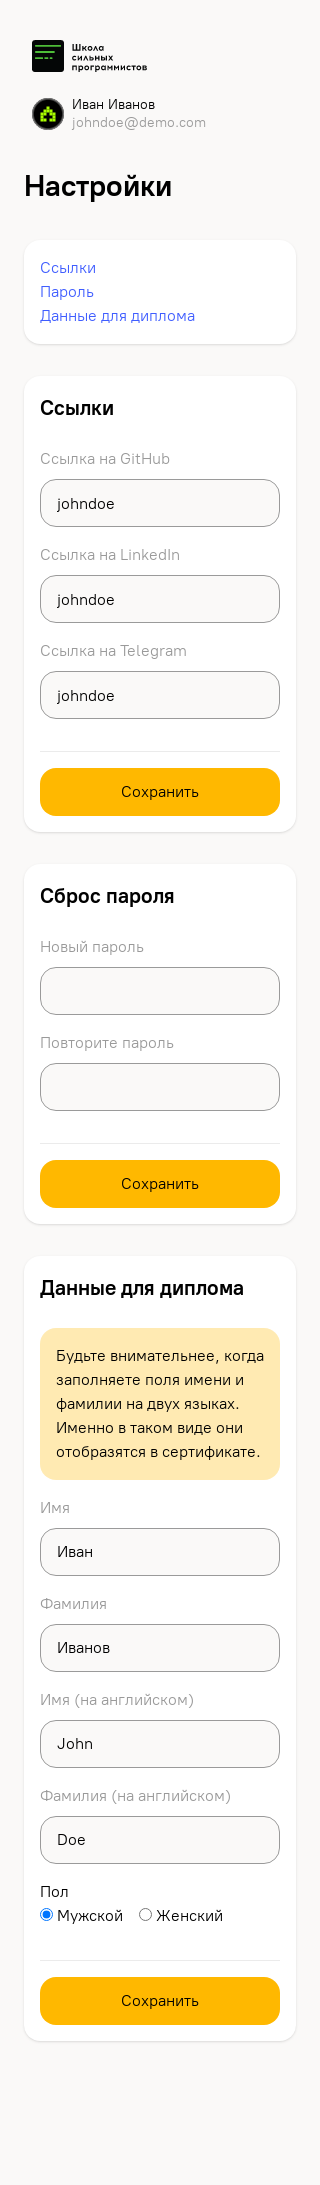 Школа
сильных
программистов
Иван Иванов
johndoe@demo.com
Настройки
Ссылки
Пароль
Данные для диплома
Ссылки
Ссылка на GitHub
johndoe
Ссылка на LinkedIn
johndoe
Ссылка на Telegram
johndoe
Сохранить
Сброс пароля
Новый пароль
Повторите пароль
Сохранить
Данные для диплома
Будьте внимательнее, когда
заполняете поля имени и
фамилии на двух языках.
Именно в таком виде они
отобразятся в сертификате.
Имя
Иван
Фамилия
Иванов
Имя (на английском)
John
Фамилия (на английском)
Doe
Пол
Мужской Женский
Сохранить